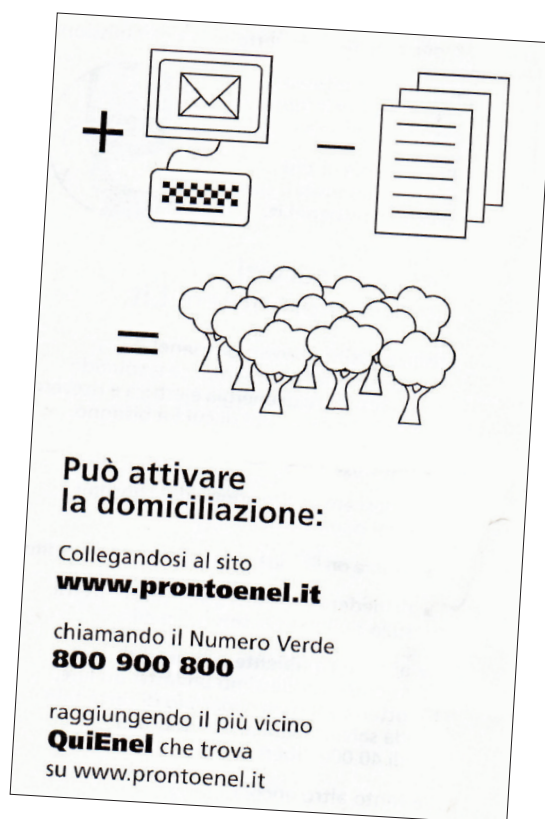 +
−
=
Può attivare
la domiciliazione:
Collegandosi al sito
www.prontoenel.it
chiamando il Numero Verde
800 900 800
raggiungendo il più vicino
QuiEnel che trova
su www.prontoenel.it